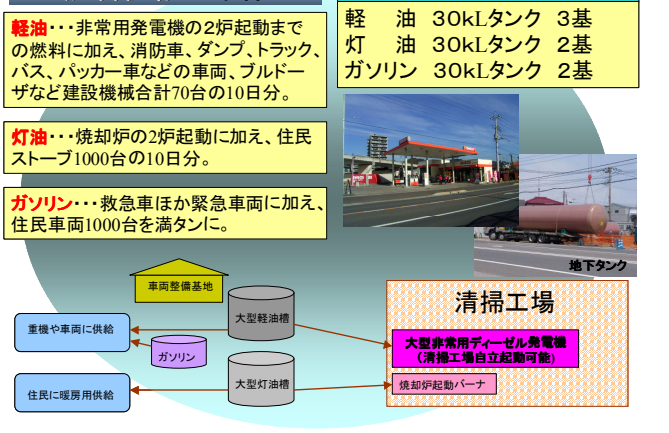 軽油･･･非常用発電機の2炉起動まで
の燃料に加え、消防車、ダンプ、トラック、
バス、パッカー車などの車両、ブルドー
ザなど建設機械合計70台の10日分。
灯油･･･焼却炉の2炉起動に加え、住民
ストーブ1000台の10日分。
ガソリン･･･救急車ほか緊急車両に加え、
住民車両1000台を満タンに。
軽　油　30kLタンク　3基
灯　油　30kLタンク　2基
ガソリン　30kLタンク　2基
地下タンク
車両整備基地
大型軽油槽
重機や車両に供給
ガソリン
大型灯油槽
住民に暖房用供給
清掃工場
大型非常用ディーゼル発電機
（清掃工場自立起動可能)
焼却炉起動バーナ